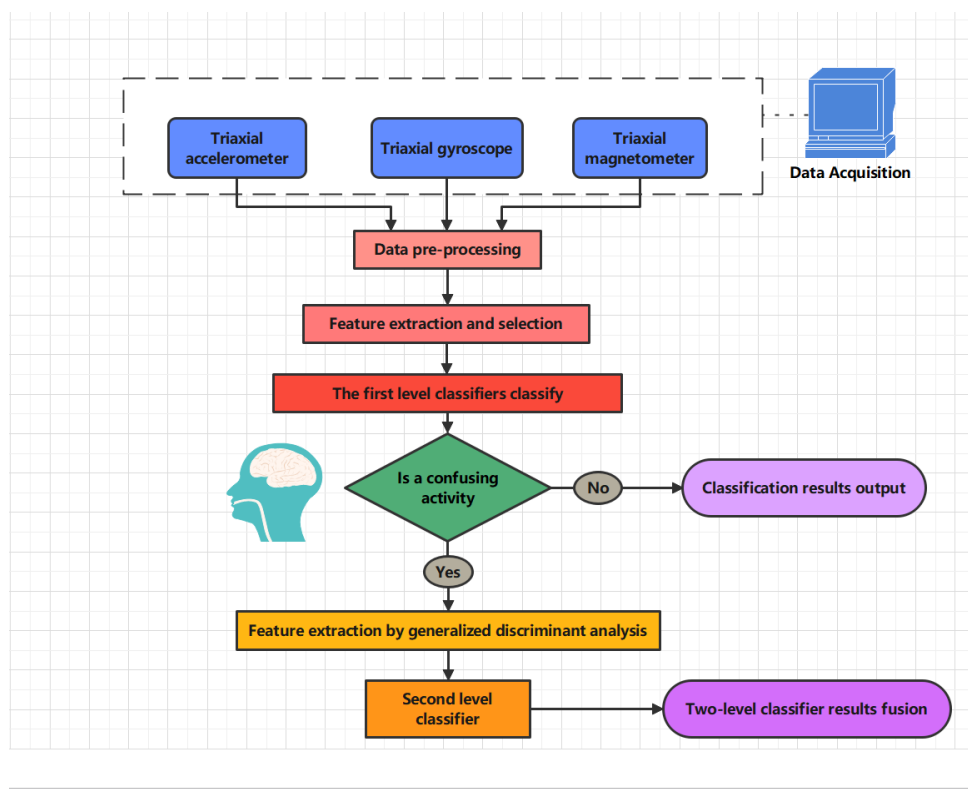 Triaxial
accelerometer
Triaxial gyroscope
Triaxial
magnetometer
Data Acquisition
Data pre-processing
Feature extraction and selection
The first level classifiers classify
Is a confusing
activity
No
Classification results output
Yes
Feature extraction by generalized discriminant analysis
Second level
classifier
Two-level classifier results fusion